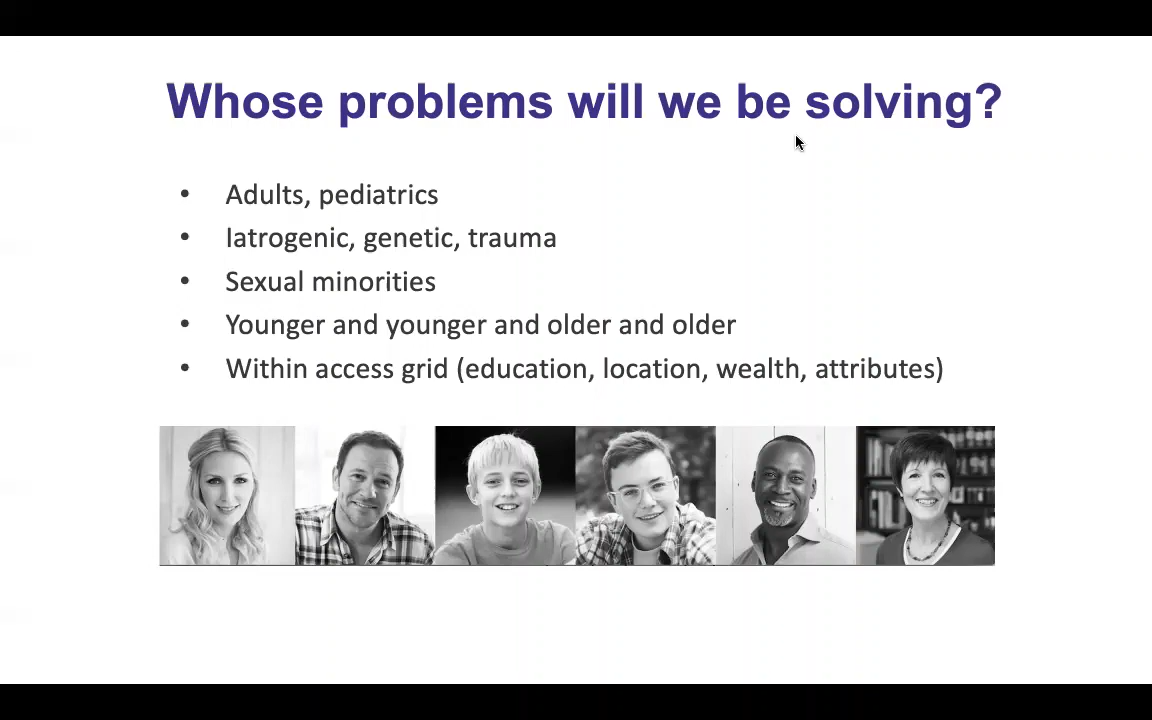 Whose problems will we be solving?
• Adults, pediatrics
• Iatrogenic, genetic, trauma
• Sexual minorities
• Younger and younger and older and older
• Within access grid (education, location, wealth, attributes)